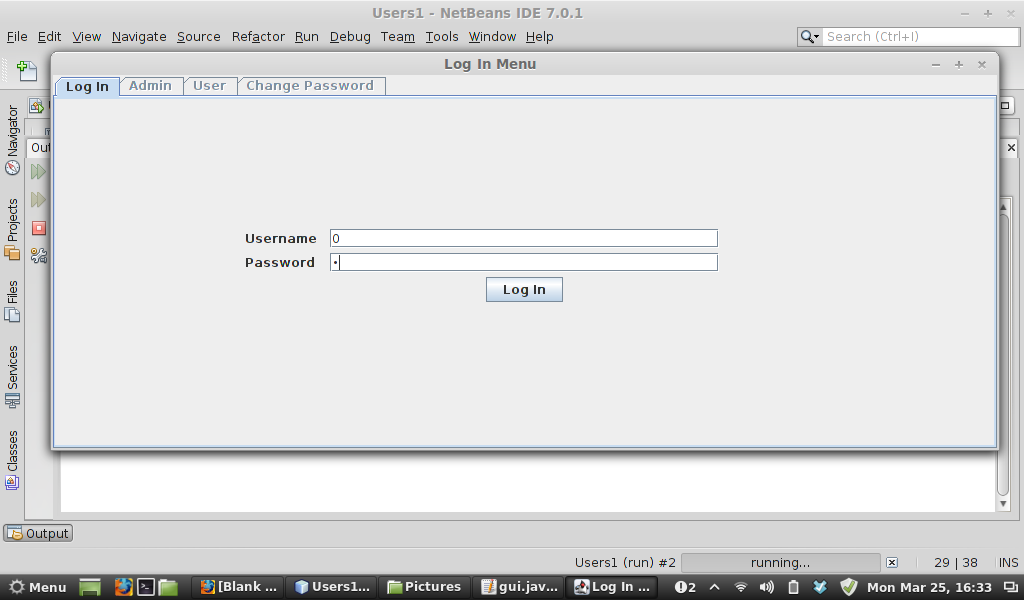 Users1 - NetBeans IDE 7.0.1
File Edit View Navigate Source Refactor Run Debug Team Tools Window Help
Search (Ctrl+I)
Log In Menu
Log In Admin User Change Password
Navigator
Projects
Files
Services
Classes
Out
Username 0
Password •
Log In
Output
Users1 (run) #2 running... 29 | 38 INS
Menu [Blank ... Users1... Pictures gui.jav... Log In ... 2 Mon Mar 25, 16:33